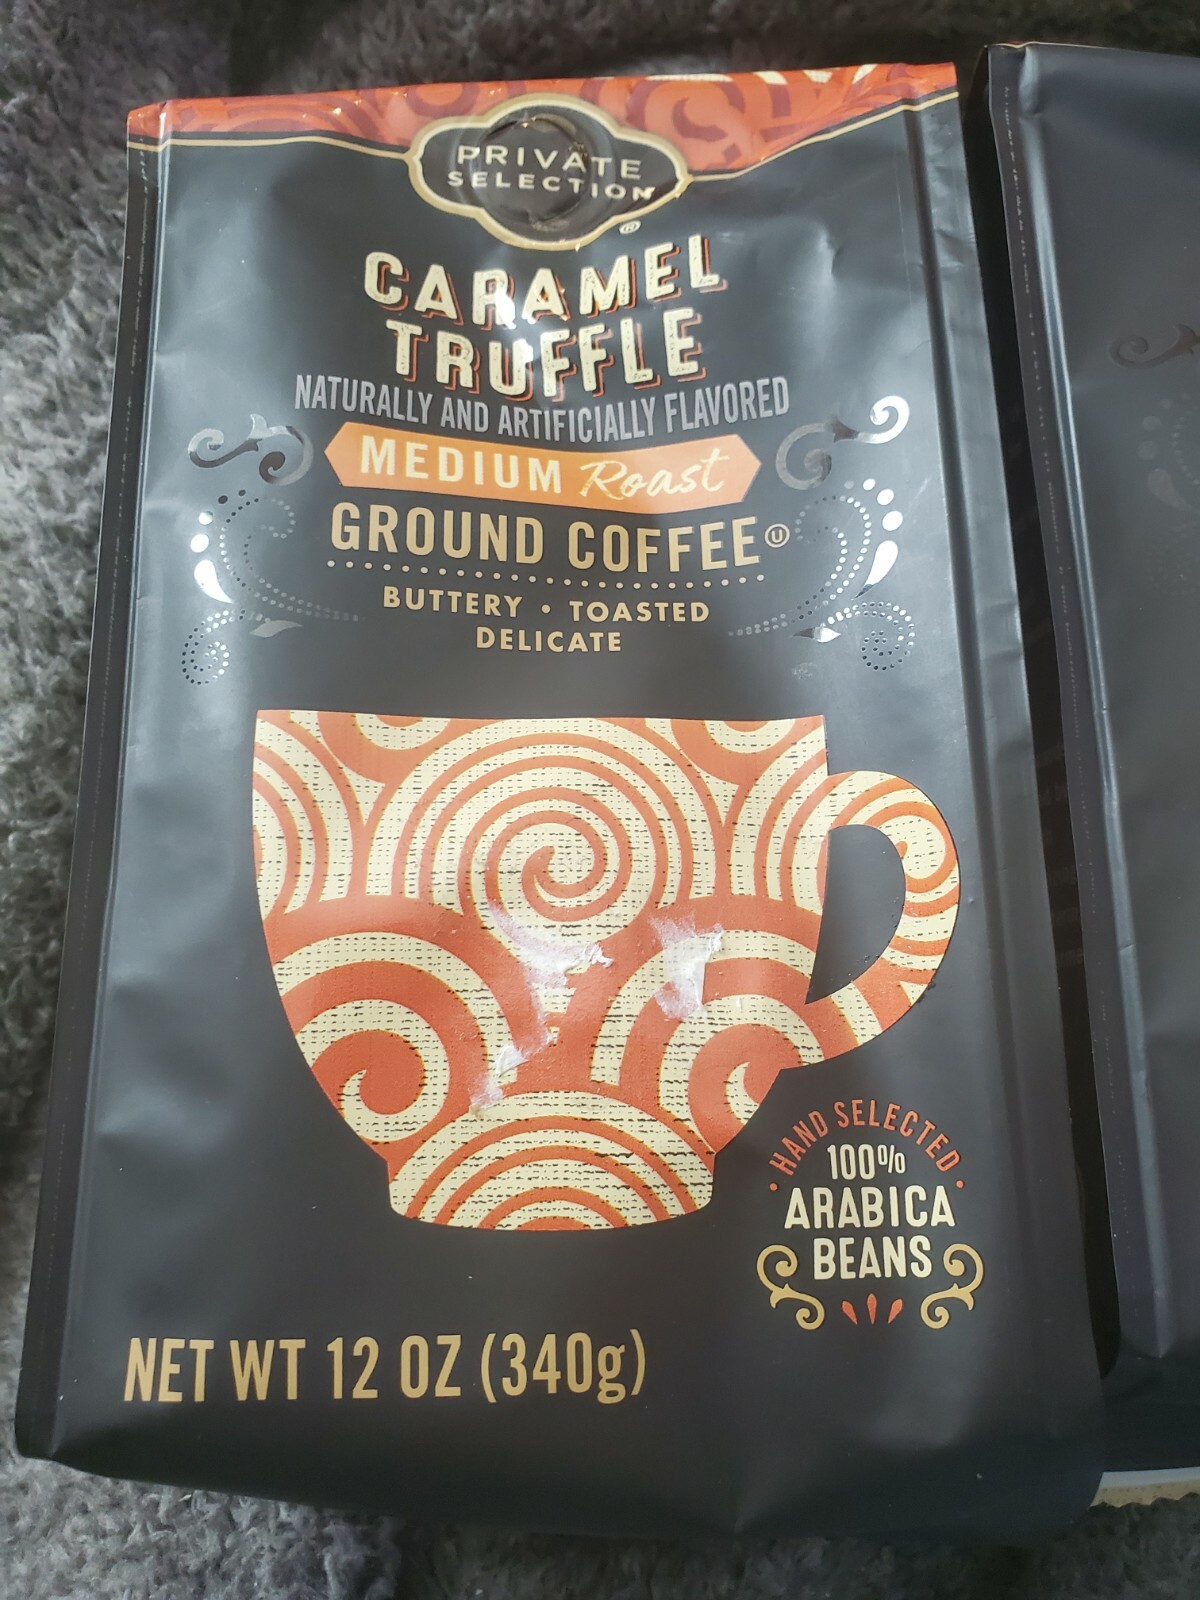 PRIVATE
SELECTION
®
CARAMEL
TRUFFLE
NATURALLY AND ARTIFICIALLY FLAVORED
MEDIUM Roast
GROUND COFFEE Ⓤ
BUTTERY • TOASTED
DELICATE
• HAND SELECTED •
100%
ARABICA
BEANS
NET WT 12 OZ (340g)